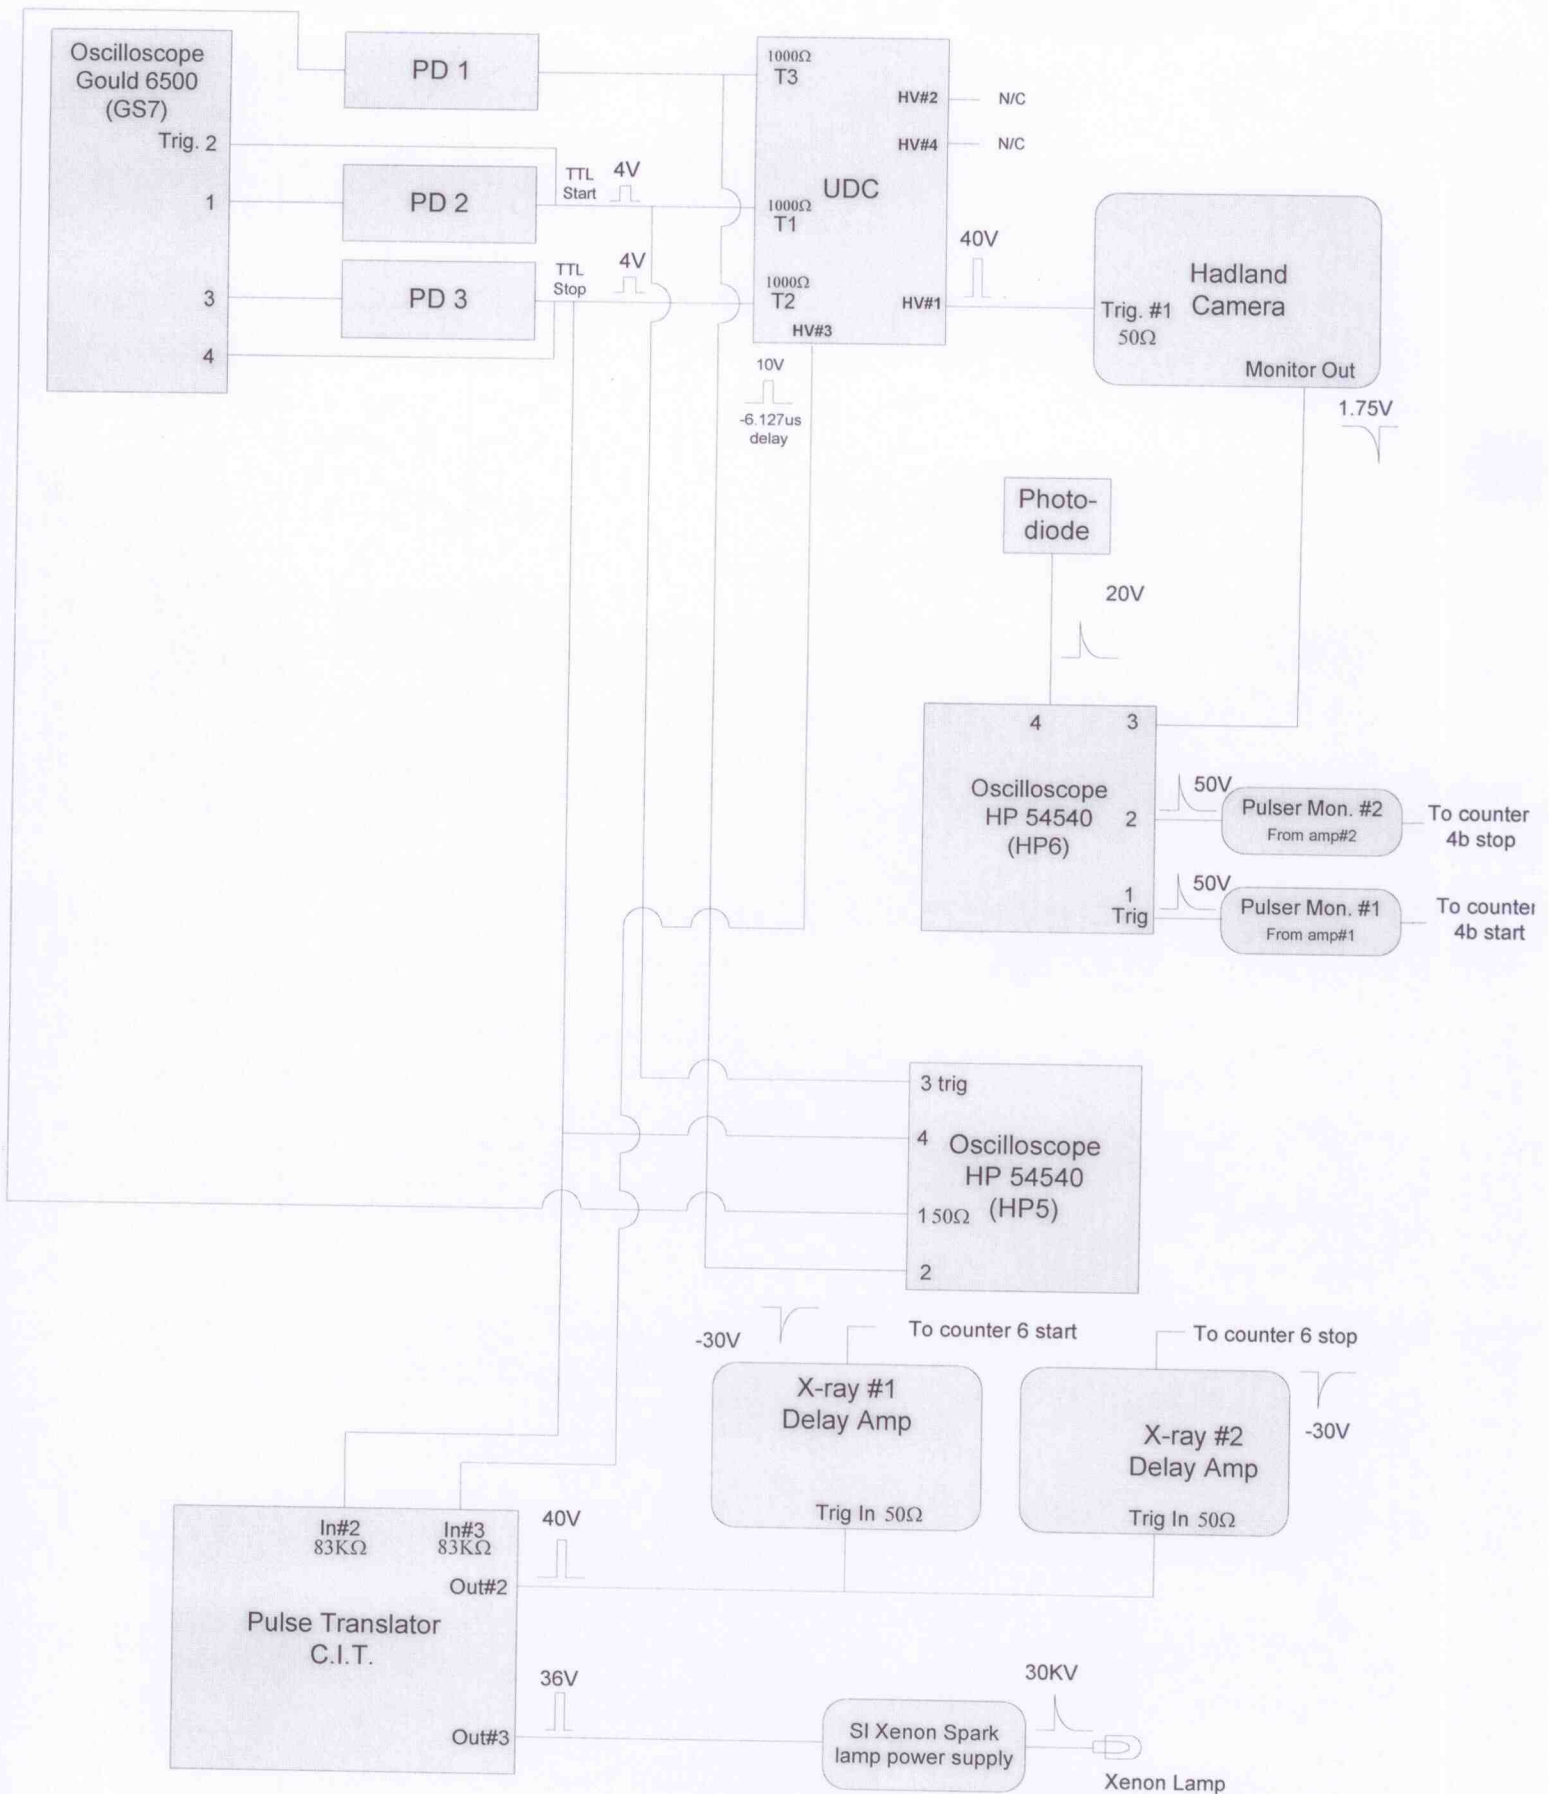 Oscilloscope
Gould 6500
(GS7)
Trig. 2
1
3
4
PD 1
PD 2
PD 3
TTL
Start
4V
TTL
Stop
4V
1000Ω
T3
1000Ω
T1
1000Ω
T2
UDC
HV#2
N/C
HV#4
N/C
HV#1
HV#3
10V
-6.127us
delay
40V
Hadland
Camera
Trig. #1
50Ω
Monitor Out
1.75V
Photo-
diode
20V
4
3
Oscilloscope
HP 54540
(HP6)
2
1
Trig
50V
Pulser Mon. #2
From amp#2
To counter
4b stop
50V
Pulser Mon. #1
From amp#1
To counter
4b start
3 trig
4
Oscilloscope
HP 54540
(HP5)
1 50Ω
2
-30V
To counter 6 start
To counter 6 stop
X-ray #1
Delay Amp
Trig In 50Ω
X-ray #2
Delay Amp
Trig In 50Ω
-30V
In#2
83KΩ
In#3
83KΩ
40V
Out#2
Pulse Translator
C.I.T.
Out#3
36V
SI Xenon Spark
lamp power supply
30KV
Xenon Lamp